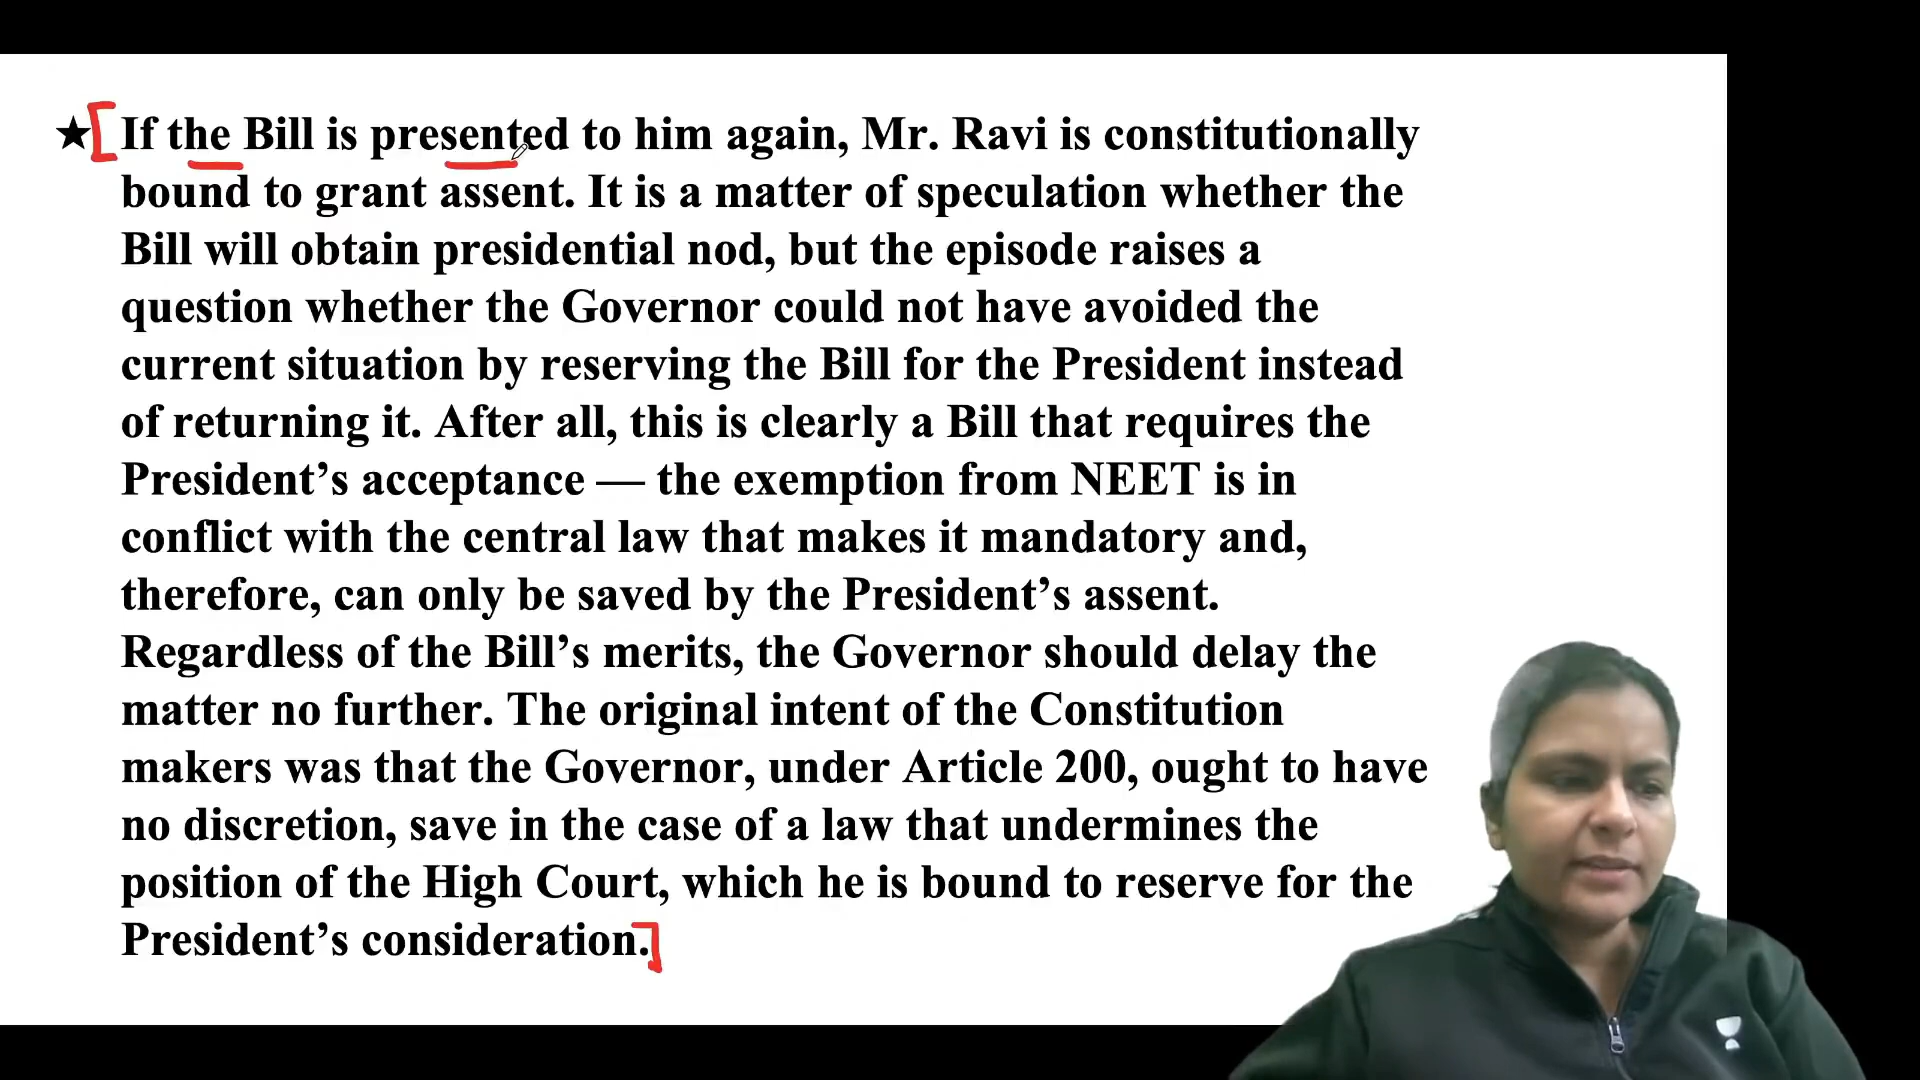 ★ If the Bill is presented to him again, Mr. Ravi is constitutionally
bound to grant assent. It is a matter of speculation whether the
Bill will obtain presidential nod, but the episode raises a
question whether the Governor could not have avoided the
current situation by reserving the Bill for the President instead
of returning it. After all, this is clearly a Bill that requires the
President’s acceptance — the exemption from NEET is in
conflict with the central law that makes it mandatory and,
therefore, can only be saved by the President’s assent.
Regardless of the Bill’s merits, the Governor should delay the
matter no further. The original intent of the Constitution
makers was that the Governor, under Article 200, ought to have
no discretion, save in the case of a law that undermines the
position of the High Court, which he is bound to reserve for the
President’s consideration.